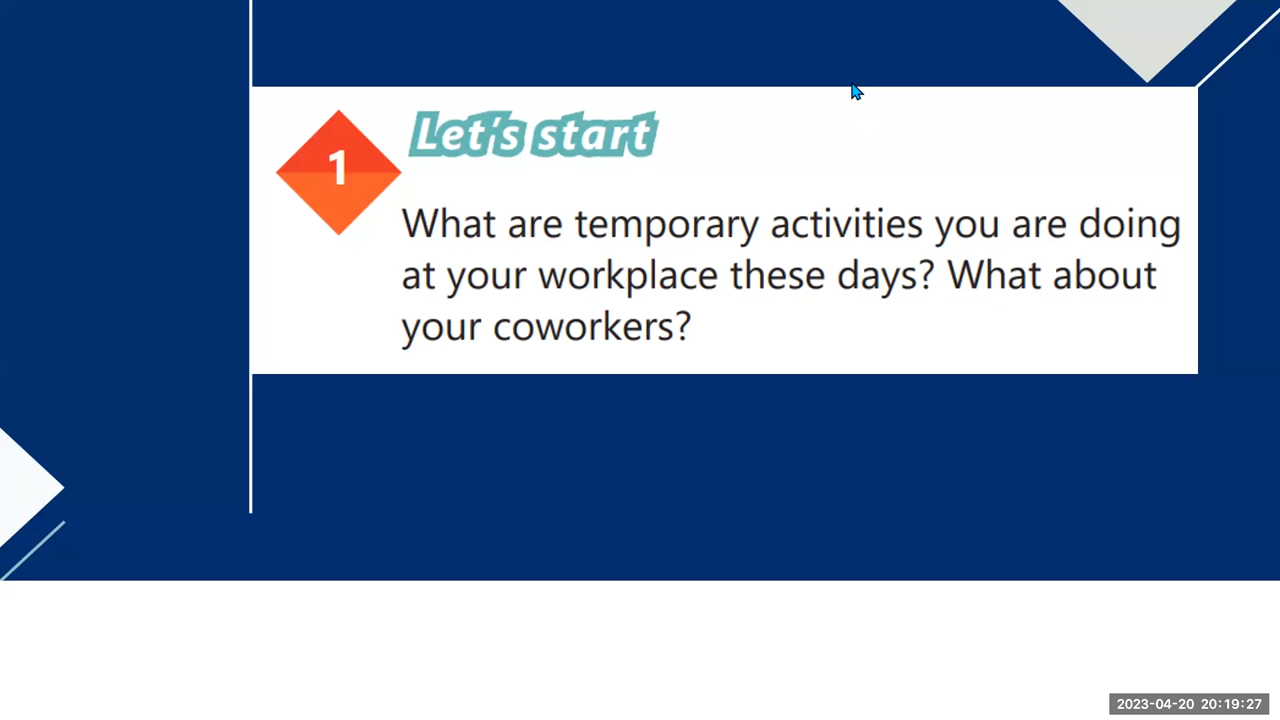 Let's start
1
What are temporary activities you are doing
at your workplace these days? What about
your coworkers?
2023-04-20 20:19:27